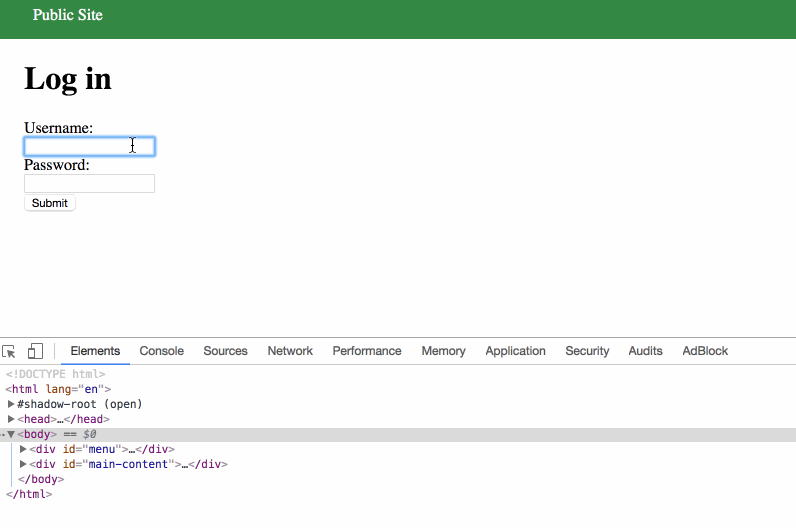 Public Site
Log in
Username:
Password:
Submit
Elements Console Sources Network Performance Memory Application Security Audits AdBlock
<!DOCTYPE html>
<html lang="en">
▶#shadow-root (open)
▶<head>…</head>
…▼<body> == $0
▶<div id="menu">…</div>
▶<div id="main-content">…</div>
</body>
</html>